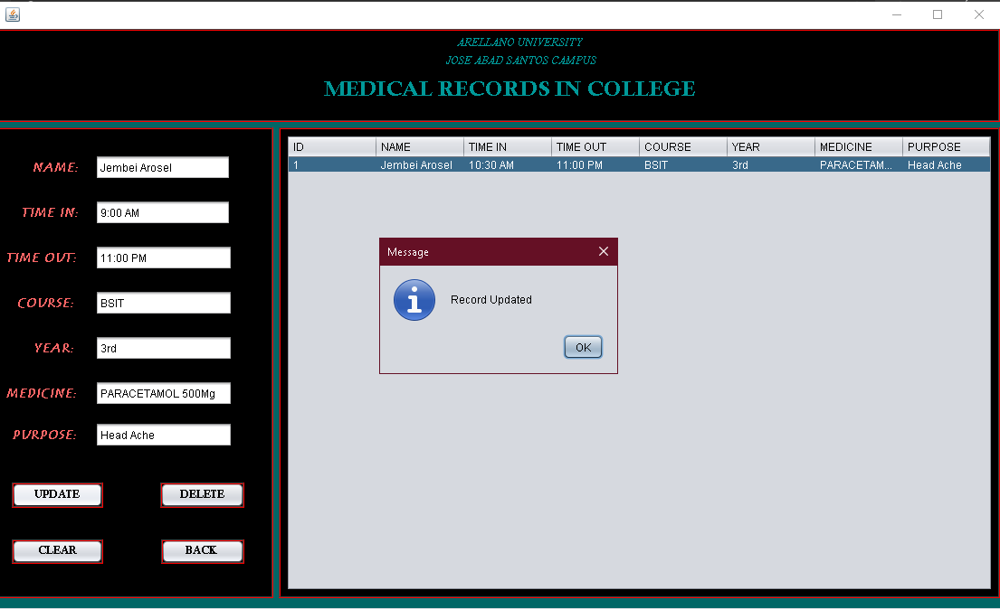 ARELLANO UNIVERSITY
JOSE ABAD SANTOS CAMPUS
MEDICAL RECORDS IN COLLEGE
NAME: Jembei Arosel
TIME IN: 9:00 AM
TIME OUT: 11:00 PM
COURSE: BSIT
YEAR: 3rd
MEDICINE: PARACETAMOL 500Mg
PURPOSE: Head Ache
UPDATE DELETE
CLEAR BACK
ID NAME TIME IN TIME OUT COURSE YEAR MEDICINE PURPOSE
1 Jembei Arosel 10:30 AM 11:00 PM BSIT 3rd PARACETAM... Head Ache
Message
Record Updated
OK